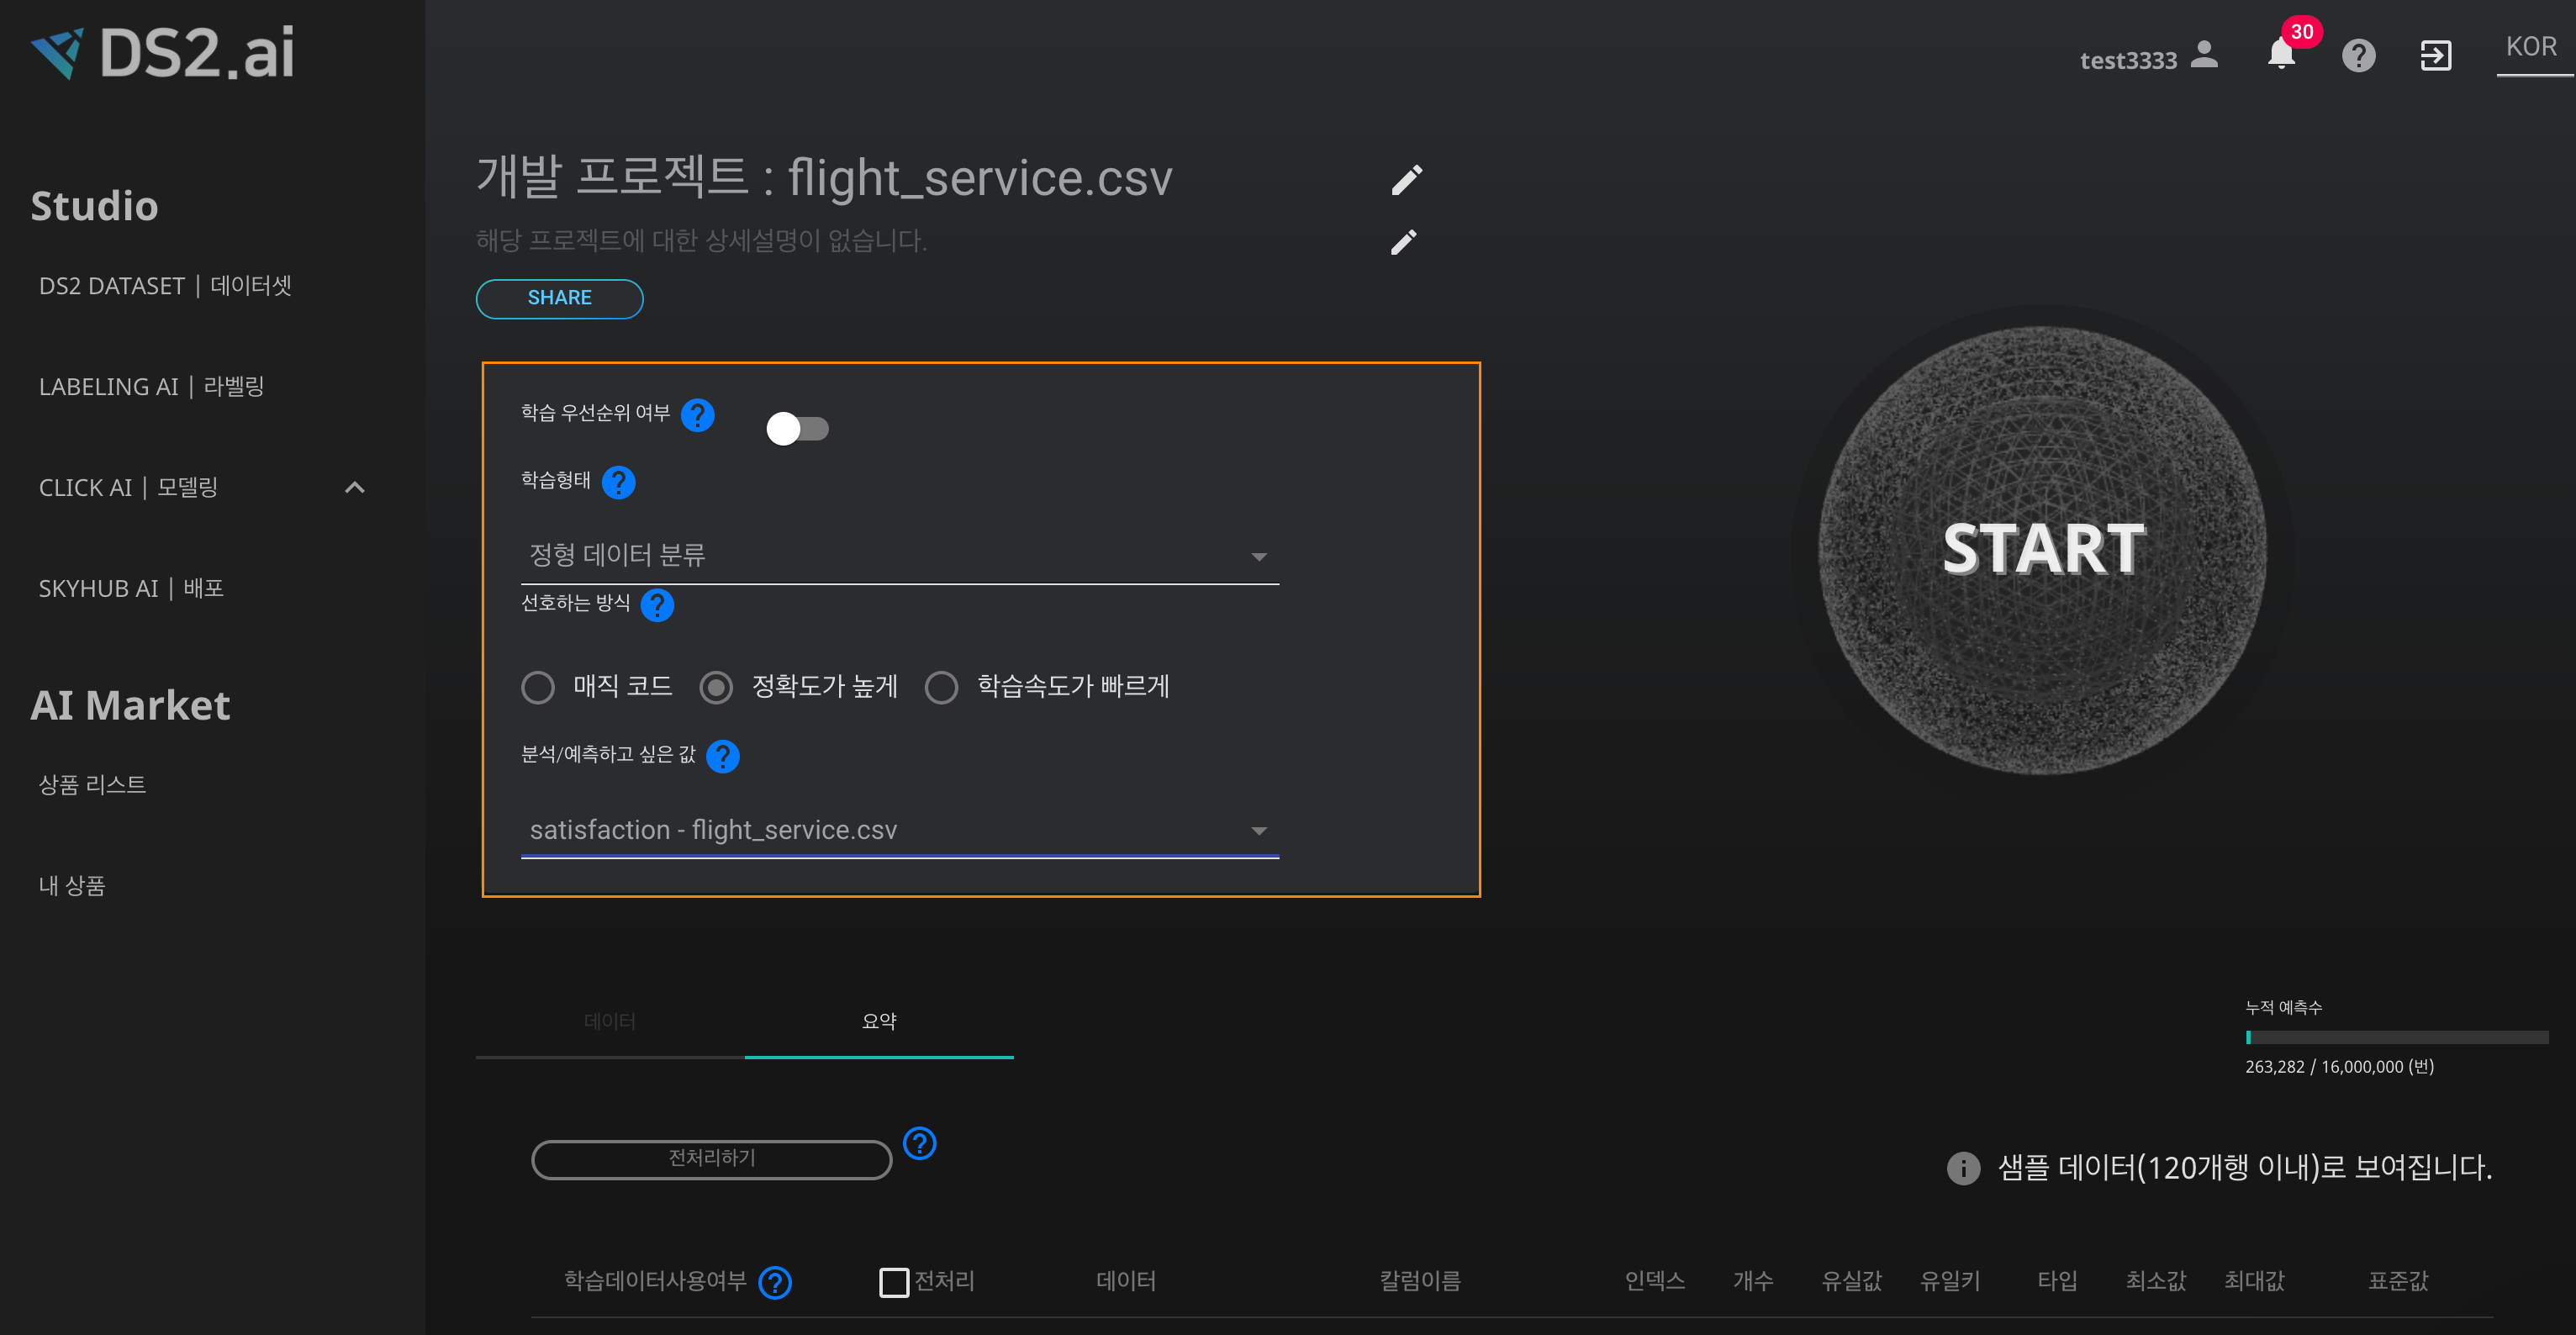 DS2.ai
test3333
30
KOR
Studio
DS2 DATASET | 데이터셋
LABELING AI | 라벨링
CLICK AI | 모델링
SKYHUB AI | 배포
AI Market
상품 리스트
내 상품
개발 프로젝트 : flight_service.csv
해당 프로젝트에 대한 상세설명이 없습니다.
SHARE
학습 우선순위 여부 ?
학습형태 ?
정형 데이터 분류
선호하는 방식 ?
매직 코드 정확도가 높게 학습속도가 빠르게
분석/예측하고 싶은 값 ?
satisfaction - flight_service.csv
START
데이터 요약
누적 예측수
263,282 / 16,000,000 (번)
전처리하기 ?
샘플 데이터(120개행 이내)로 보여집니다.
학습데이터사용여부 ? 전처리 데이터 칼럼이름 인덱스 개수 유실값 유일키 타입 최소값 최대값 표준값